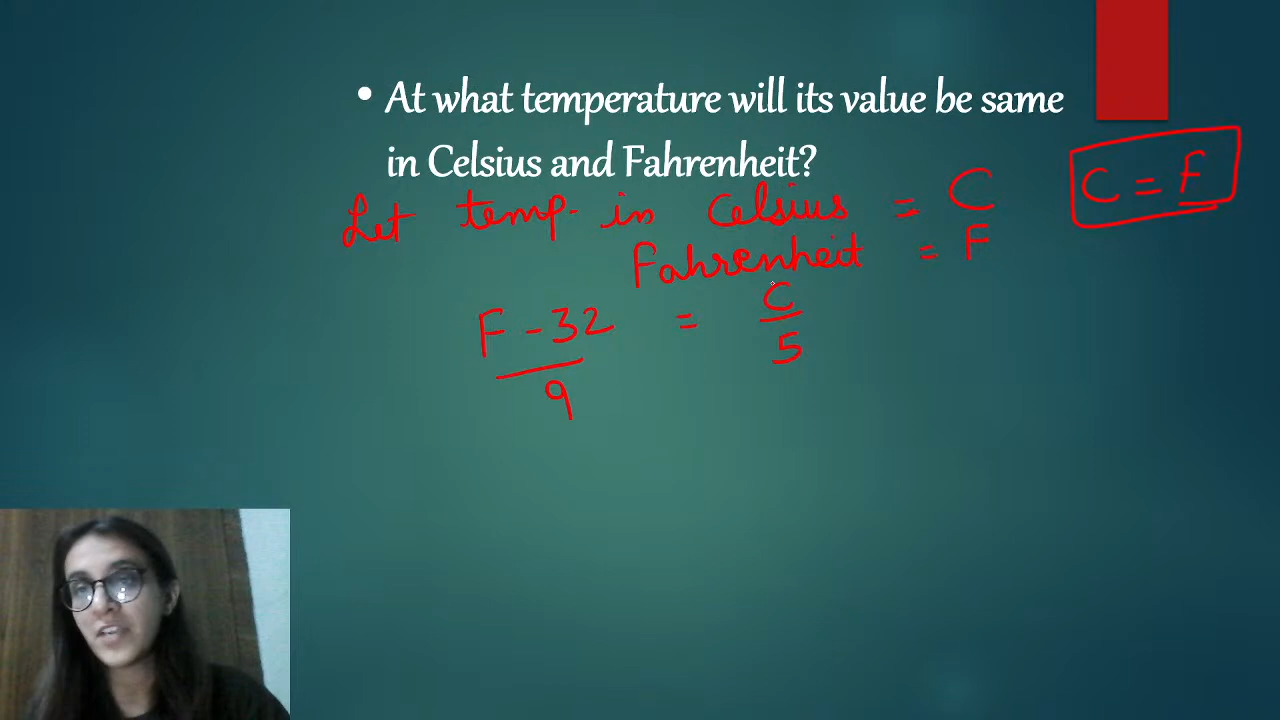 • At what temperature will its value be same
in Celsius and Fahrenheit?
C = F
Let temp. in Celsius = C
Fahrenheit = F
F - 32 = C
9 5